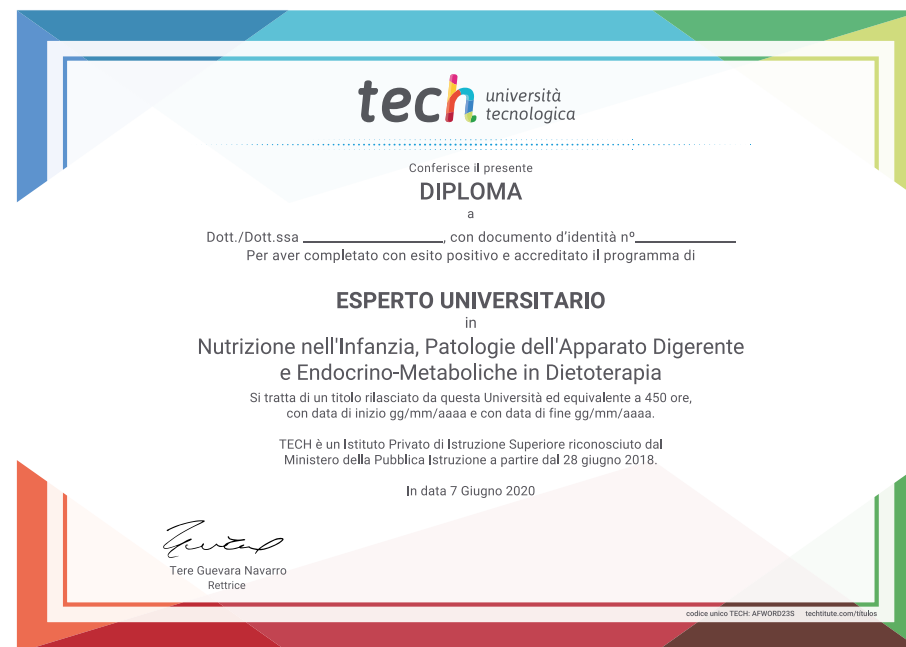 tech università
tecnologica
Conferisce il presente
DIPLOMA
a
Dott./Dott.ssa ____________, con documento d'identità nº____________
Per aver completato con esito positivo e accreditato il programma di
ESPERTO UNIVERSITARIO
in
Nutrizione nell'Infanzia, Patologie dell'Apparato Digerente
e Endocrino-Metaboliche in Dietoterapia
Si tratta di un titolo rilasciato da questa Università ed equivalente a 450 ore,
con data di inizio gg/mm/aaaa e con data di fine gg/mm/aaaa.
TECH è un Istituto Privato di Istruzione Superiore riconosciuto dal
Ministero della Pubblica Istruzione a partire dal 28 giugno 2018.
In data 7 Giugno 2020
Tere Guevara Navarro
Rettrice
codice unico TECH: AFWORD23S techtitute.com/títulos